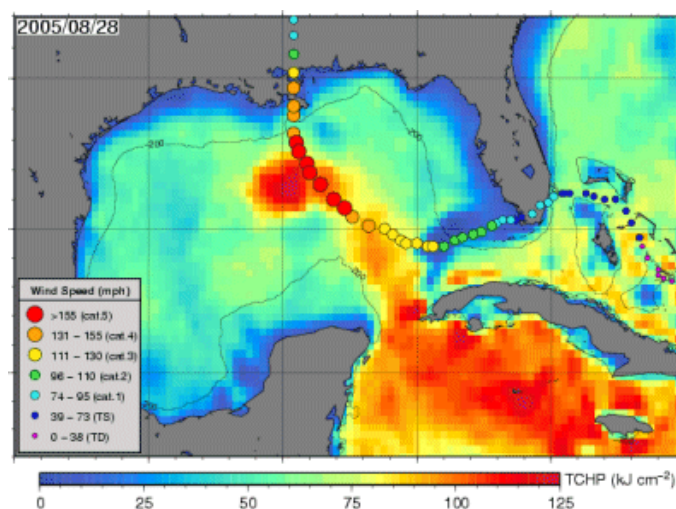 2005/08/28
-200
Wind Speed (mph)
>155 (cat.5)
131 - 155 (cat.4)
111 - 130 (cat.3)
96 - 110 (cat.2)
74 - 95 (cat.1)
39 - 73 (TS)
0 - 38 (TD)
TCHP (kJ cm⁻²)
0 25 50 75 100 125